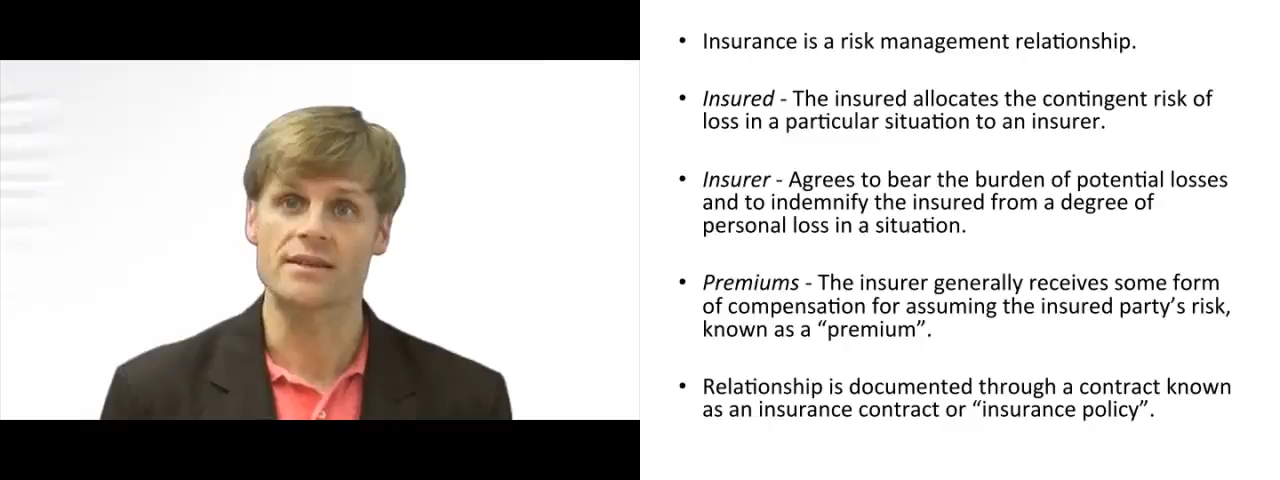 • Insurance is a risk management relationship.
• Insured - The insured allocates the contingent risk of
loss in a particular situation to an insurer.
• Insurer - Agrees to bear the burden of potential losses
and to indemnify the insured from a degree of
personal loss in a situation.
• Premiums - The insurer generally receives some form
of compensation for assuming the insured party’s risk,
known as a “premium”.
• Relationship is documented through a contract known
as an insurance contract or “insurance policy”.